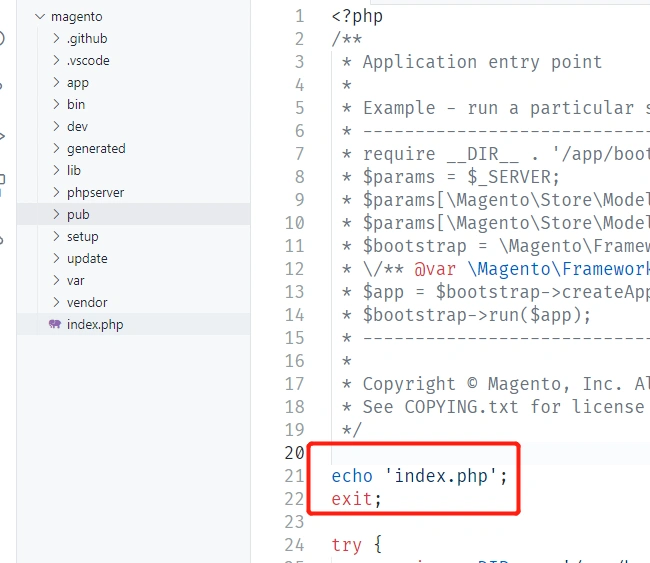 magento
.github
.vscode
app
bin
dev
generated
lib
phpserver
pub
setup
update
var
vendor
index.php
1 <?php
2 /**
3 * Application entry point
4 *
5 * Example - run a particular s
6 * ------------------------------
7 * require __DIR__ . '/app/boot
8 * $params = $_SERVER;
9 * $params[\Magento\Store\Model
10 * $params[\Magento\Store\Model
11 * $bootstrap = \Magento\Framew
12 * \/** @var \Magento\Framework
13 * $app = $bootstrap->createApp
14 * $bootstrap->run($app);
15 * ------------------------------
16 *
17 * Copyright © Magento, Inc. Al
18 * See COPYING.txt for license
19 */
20
21 echo 'index.php';
22 exit;
23
24 try {